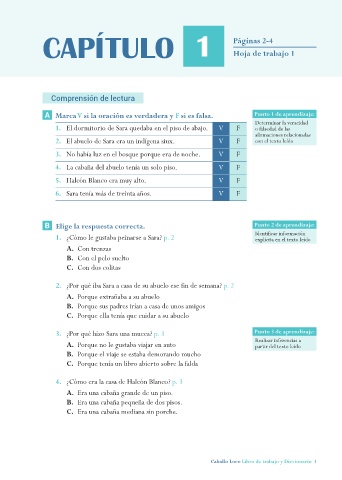 CAPÍTULO 1
Páginas 2-4
Hoja de trabajo 1
Comprensión de lectura
A Marca V si la oración es verdadera y F si es falsa.
1. El dormitorio de Sara quedaba en el piso de abajo. V F
2. El abuelo de Sara era un indígena siux. V F
3. No había luz en el bosque porque era de noche. V F
4. La cabaña del abuelo tenía un solo piso. V F
5. Halcón Blanco era muy alto. V F
6. Sara tenía más de treinta años. V F
Punto 1 de aprendizaje
Determinar la veracidad
o falsedad de las
afirmaciones relacionadas
con el texto leído
B Elige la respuesta correcta.
1. ¿Cómo le gustaba peinarse a Sara? p. 2
A. Con trenzas
B. Con el pelo suelto
C. Con dos colitas
Punto 2 de aprendizaje
Identificar información
explícita en el texto leído
2. ¿Por qué iba Sara a casa de su abuelo ese fin de semana? p. 2
A. Porque extrañaba a su abuelo
B. Porque sus padres irían a casa de unos amigos
C. Porque ella tenía que cuidar a su abuelo
3. ¿Por qué hizo Sara una mueca? p. 3
A. Porque no le gustaba viajar en auto
B. Porque el viaje se estaba demorando mucho
C. Porque tenía un libro abierto sobre la falda
Punto 3 de aprendizaje
Realizar inferencias a
partir del texto leído
4. ¿Cómo era la casa de Halcón Blanco? p. 3
A. Era una cabaña grande de un piso.
B. Era una cabaña pequeña de dos pisos.
C. Era una cabaña mediana sin porche.
Caballo Loco: Libro de trabajo y Diccionario 1